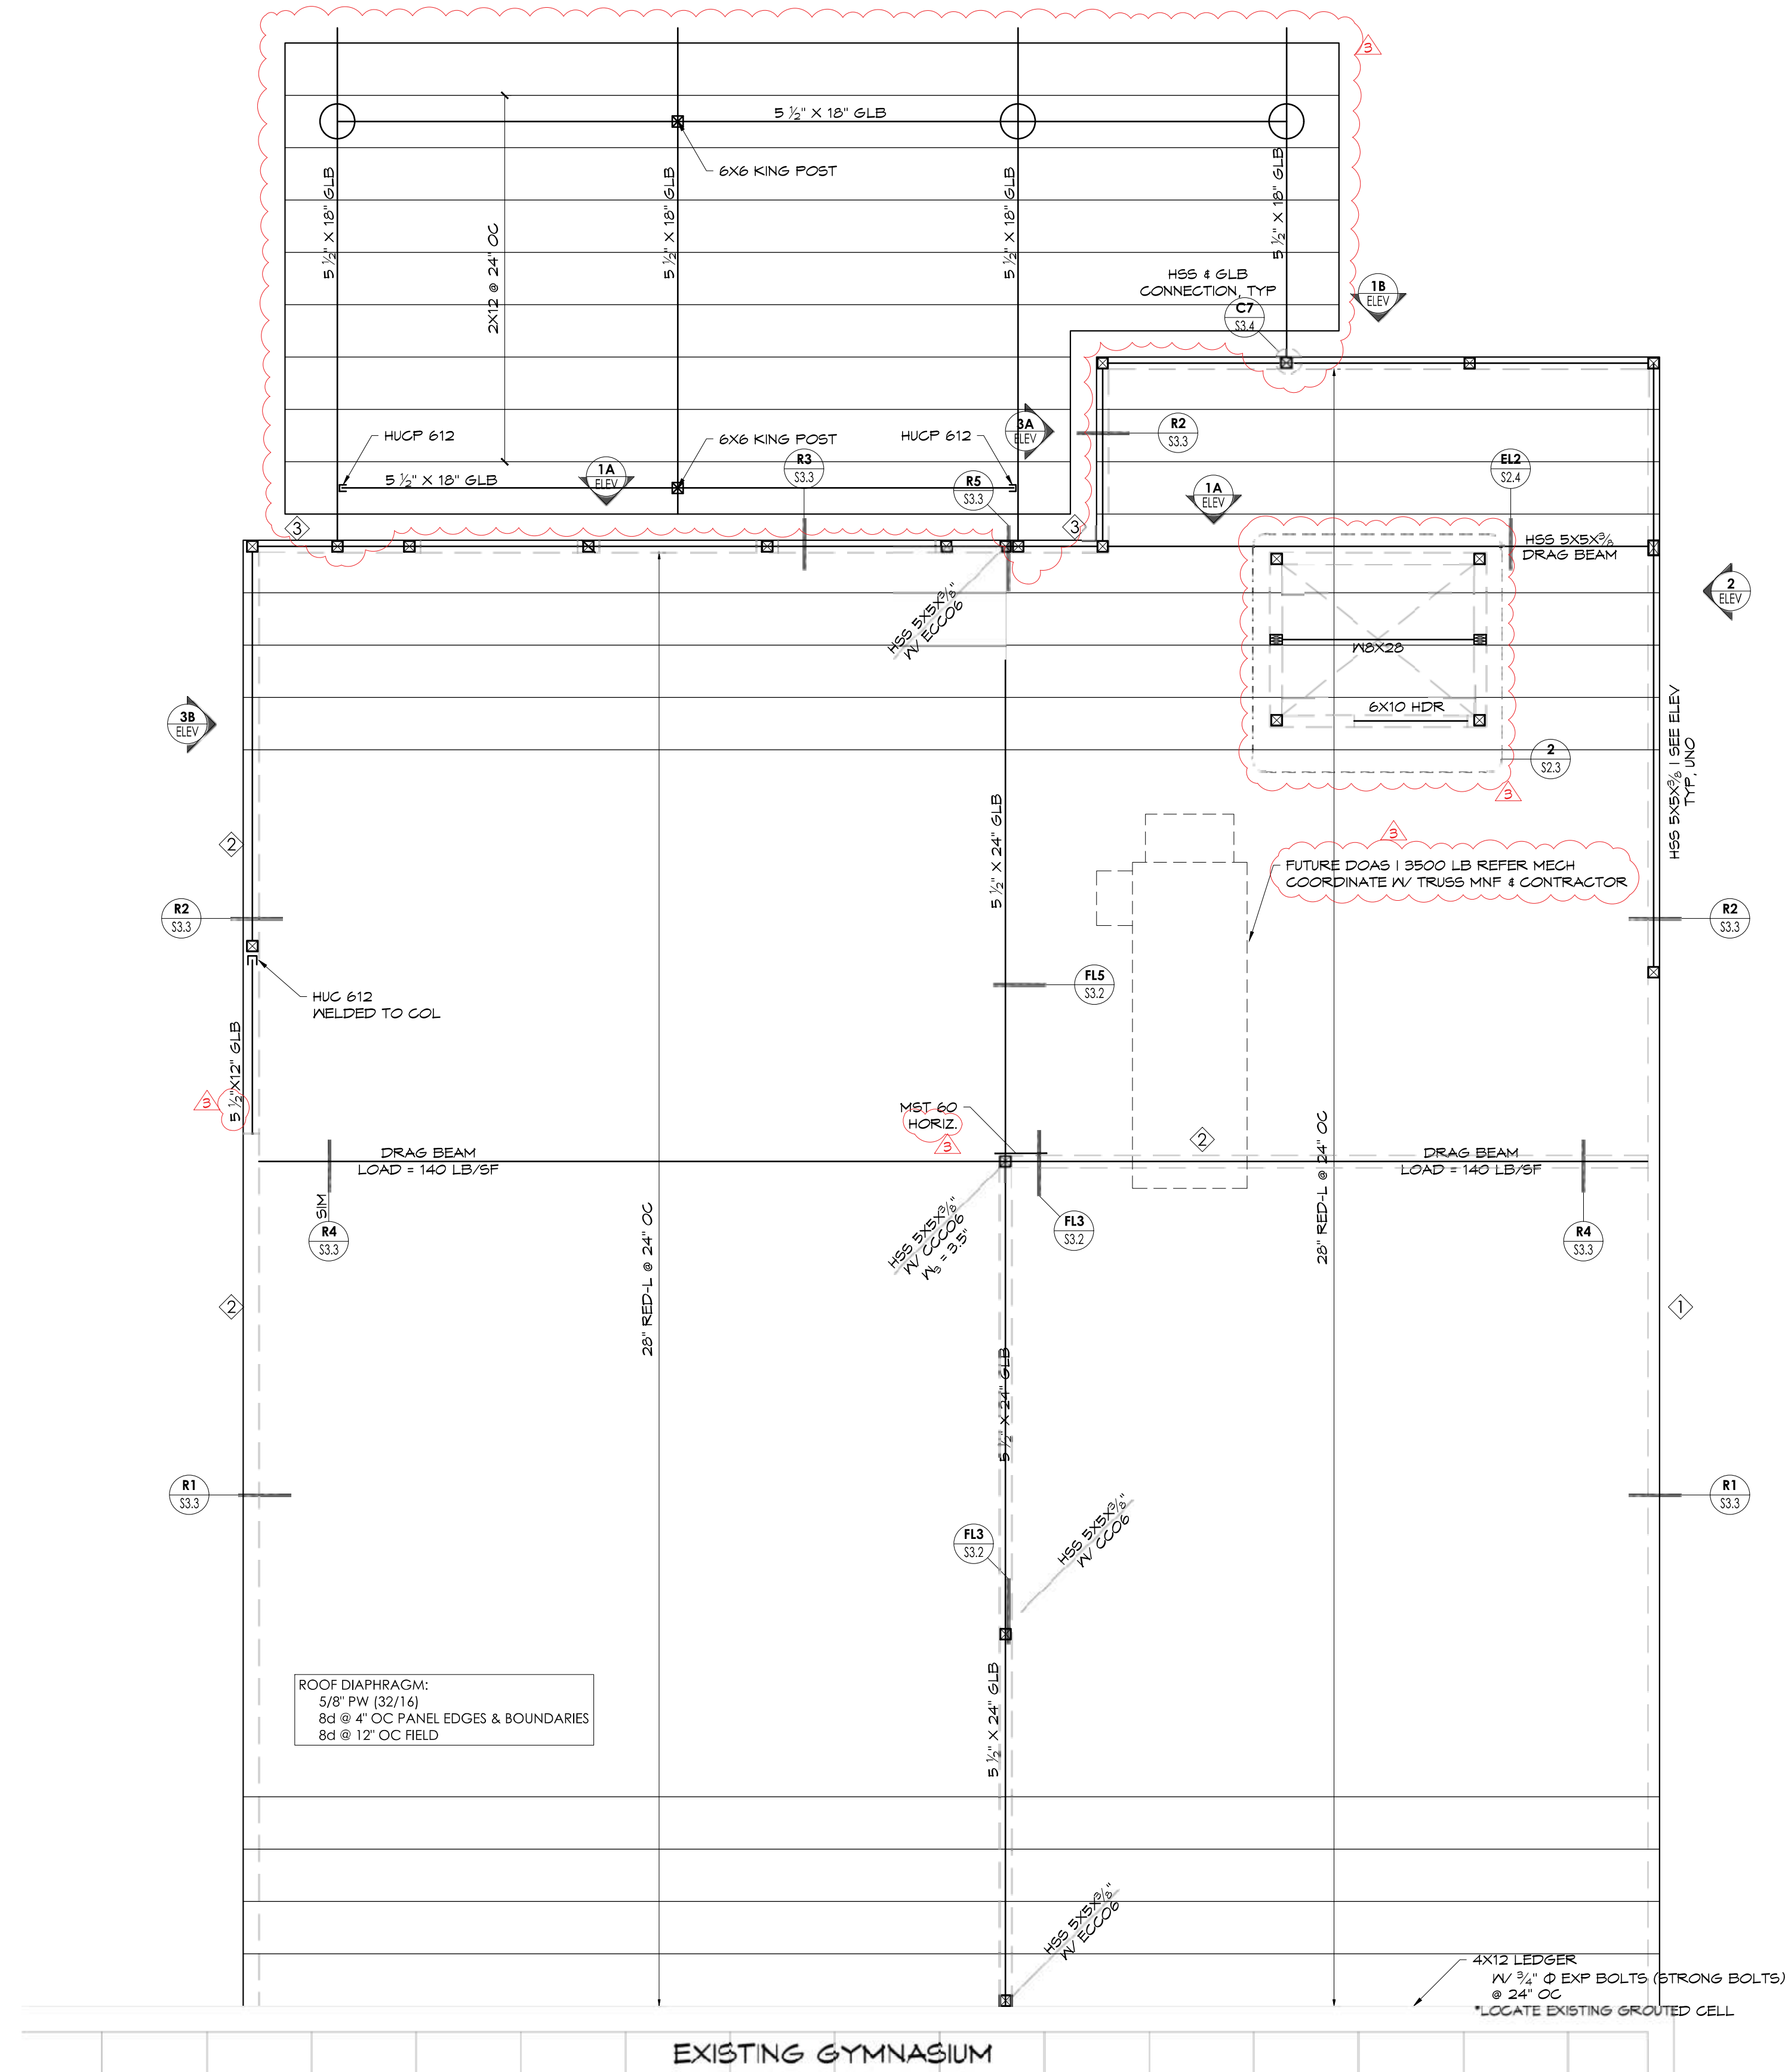 3
5 ½" X 18" GLB
6X6 KING POST
5 ½" X 18" GLB
5 ½" X 18" GLB
5 ½" X 18" GLB
5 ½" X 18" GLB
2X12 @ 24" OC
HSS & GLB
CONNECTION, TYP
C7
S3.4
1B
ELEV
HUCP 612
6X6 KING POST
HUCP 612
3A
ELEV
R2
S3.3
5 ½" X 18" GLB
1A
ELEV
R3
S3.3
R5
S3.3
1A
ELEV
EL2
S2.4
3
3
HSS 5X5X⅜
DRAG BEAM
HSS 5X5X⅜"
W/ ECCO6
2
ELEV
W8X28
6X10 HDR
3B
ELEV
2
S2.3
3
HSS 5X5X⅜ | SEE ELEV
TYP, UNO
2
5 ½" X 24" GLB
3
FUTURE DOAS | 3500 LB REFER MECH
COORDINATE W/ TRUSS MNF & CONTRACTOR
R2
S3.3
R2
S3.3
FL5
S3.2
HUC 612
WELDED TO COL
5 ½"X12" GLB
3
MST 60
HORIZ.
3
2
DRAG BEAM
LOAD = 140 LB/SF
DRAG BEAM
LOAD = 140 LB/SF
SIM
R4
S3.3
HSS 5X5X⅜"
W/ CCCO6
W₃ = 3.5"
FL3
S3.2
R4
S3.3
28" RED-L @ 24" OC
28" RED-L @ 24" OC
2
1
5 ½" X 24" GLB
R1
S3.3
R1
S3.3
HSS 5X5X⅜"
W/ CCO6
FL3
S3.2
5 ½" X 24" GLB
ROOF DIAPHRAGM:
5/8" PW (32/16)
8d @ 4" OC PANEL EDGES & BOUNDARIES
8d @ 12" OC FIELD
HSS 5X5X⅜"
W/ ECCO6
4X12 LEDGER
W/ ¾" Φ EXP BOLTS (STRONG BOLTS)
@ 24" OC
*LOCATE EXISTING GROUTED CELL
EXISTING GYMNASIUM